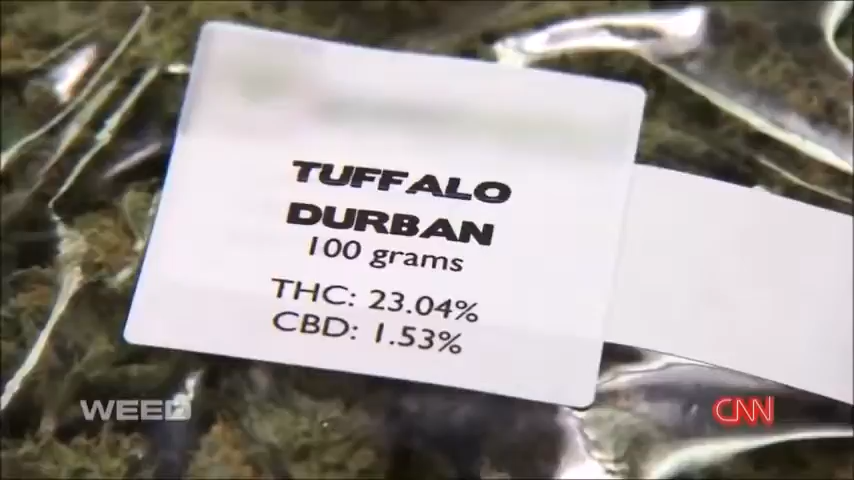 TUFFALO
DURBAN
100 grams
THC: 23.04%
CBD: 1.53%
WEED
CNN